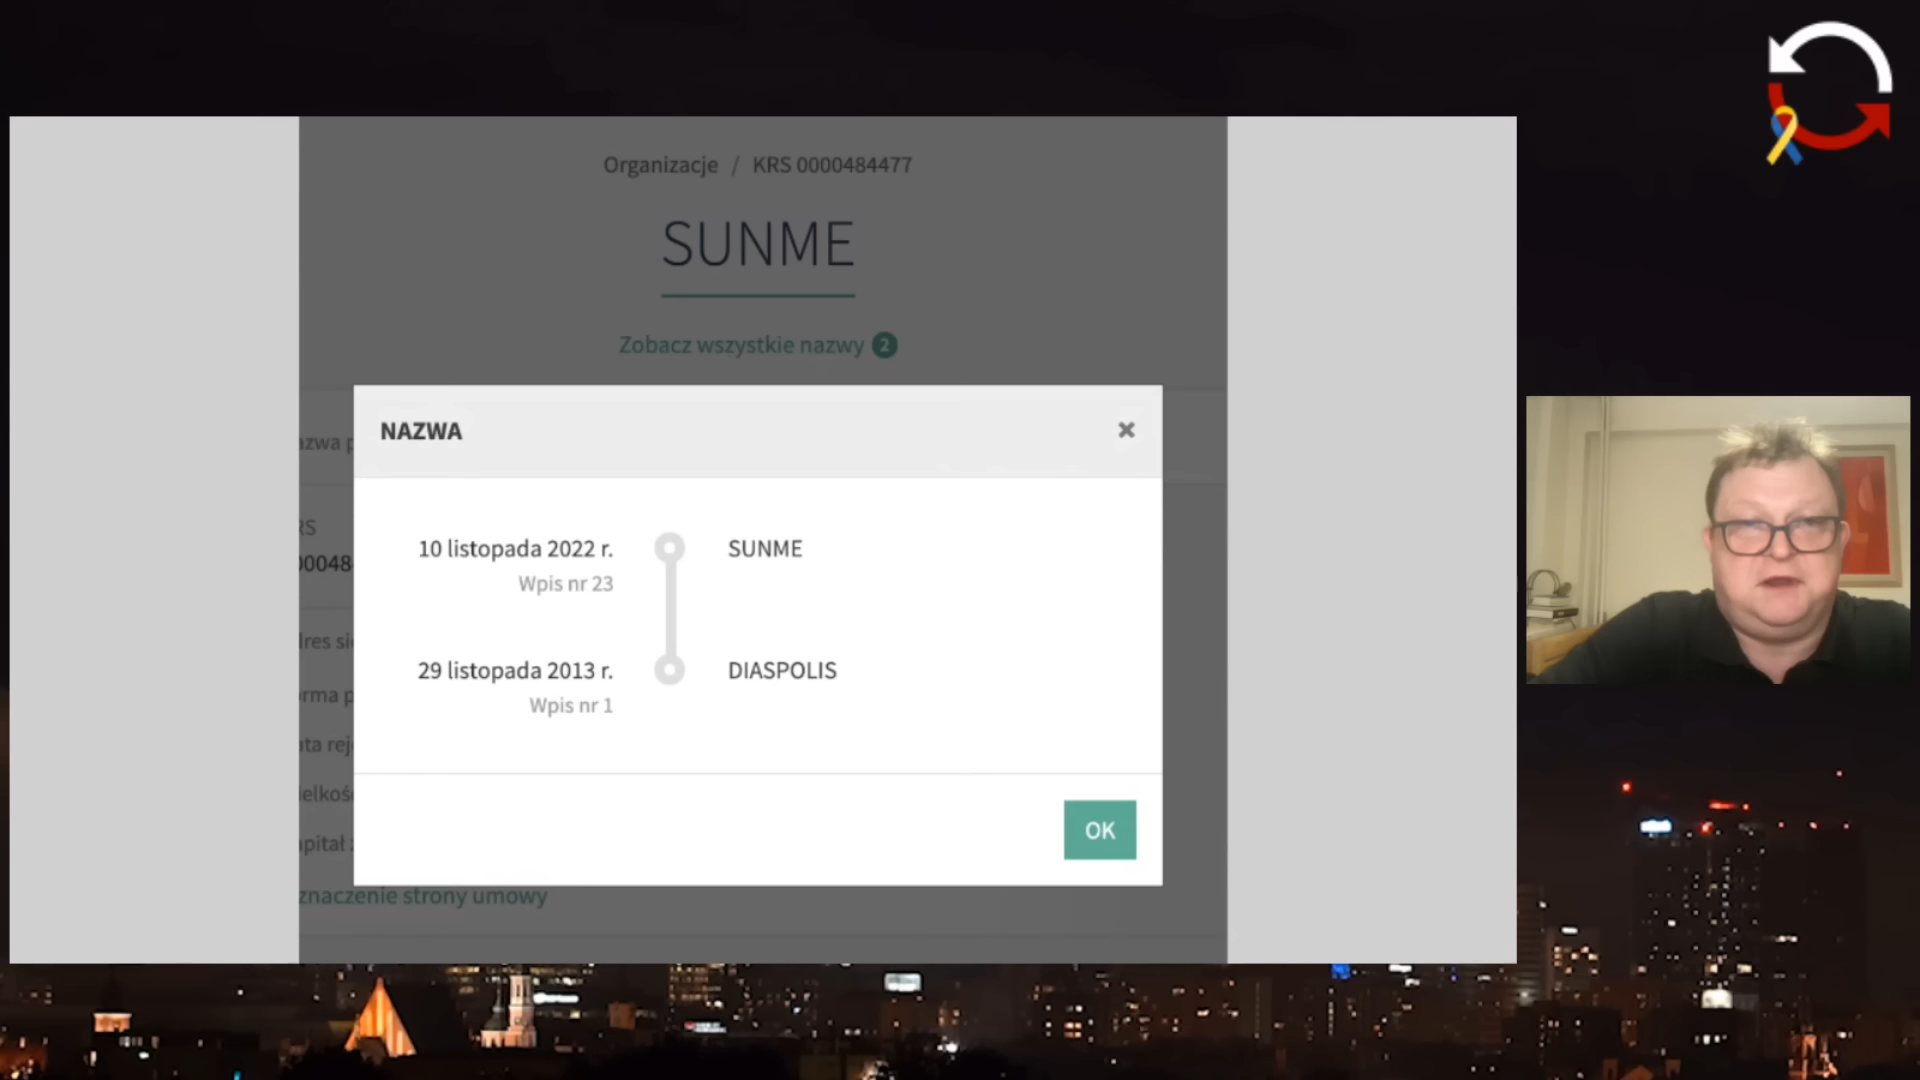 Organizacje / KRS 0000484477
SUNME
Zobacz wszystkie nazwy 2
NAZWA
10 listopada 2022 r. SUNME
Wpis nr 23
29 listopada 2013 r. DIASPOLIS
Wpis nr 1
OK
strony umowy